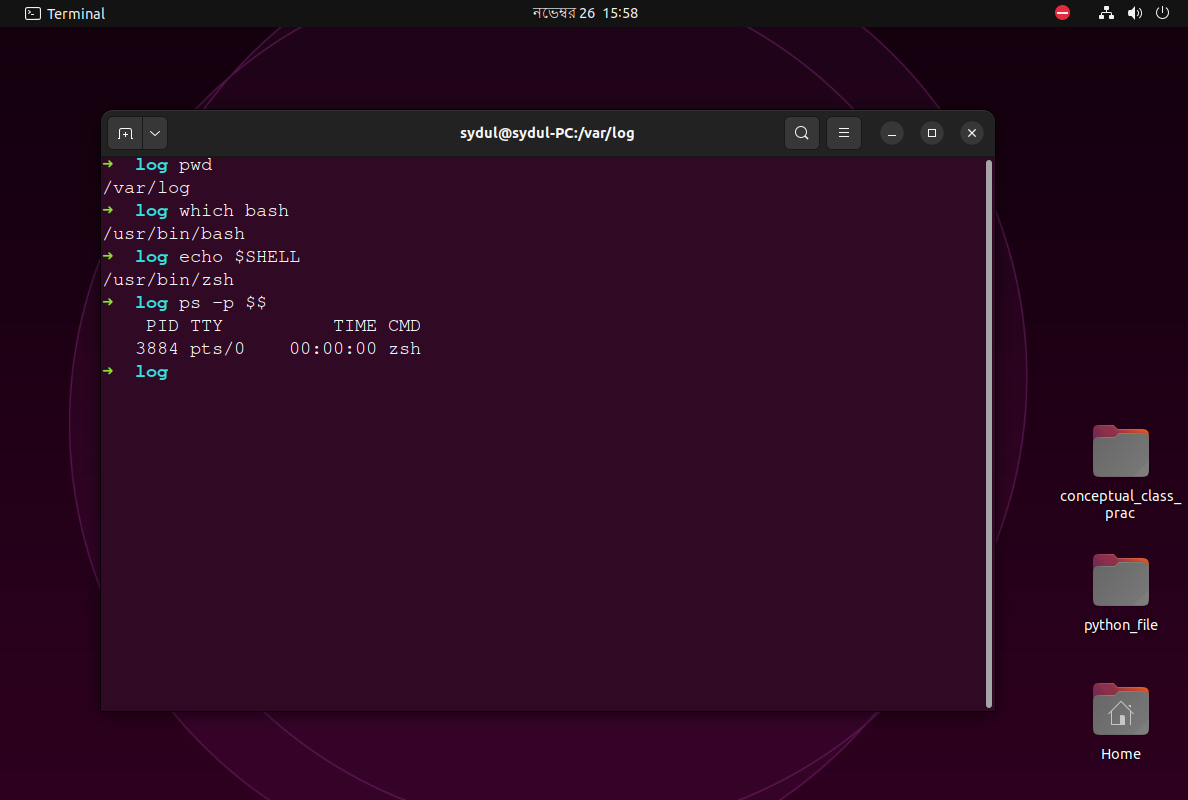 Terminal
নভেম্বর 26 15:58
sydul@sydul-PC:/var/log
➜ log pwd
/var/log
➜ log which bash
/usr/bin/bash
➜ log echo $SHELL
/usr/bin/zsh
➜ log ps -p $$
PID TTY TIME CMD
3884 pts/0 00:00:00 zsh
➜ log
conceptual_class_
prac
python_file
Home